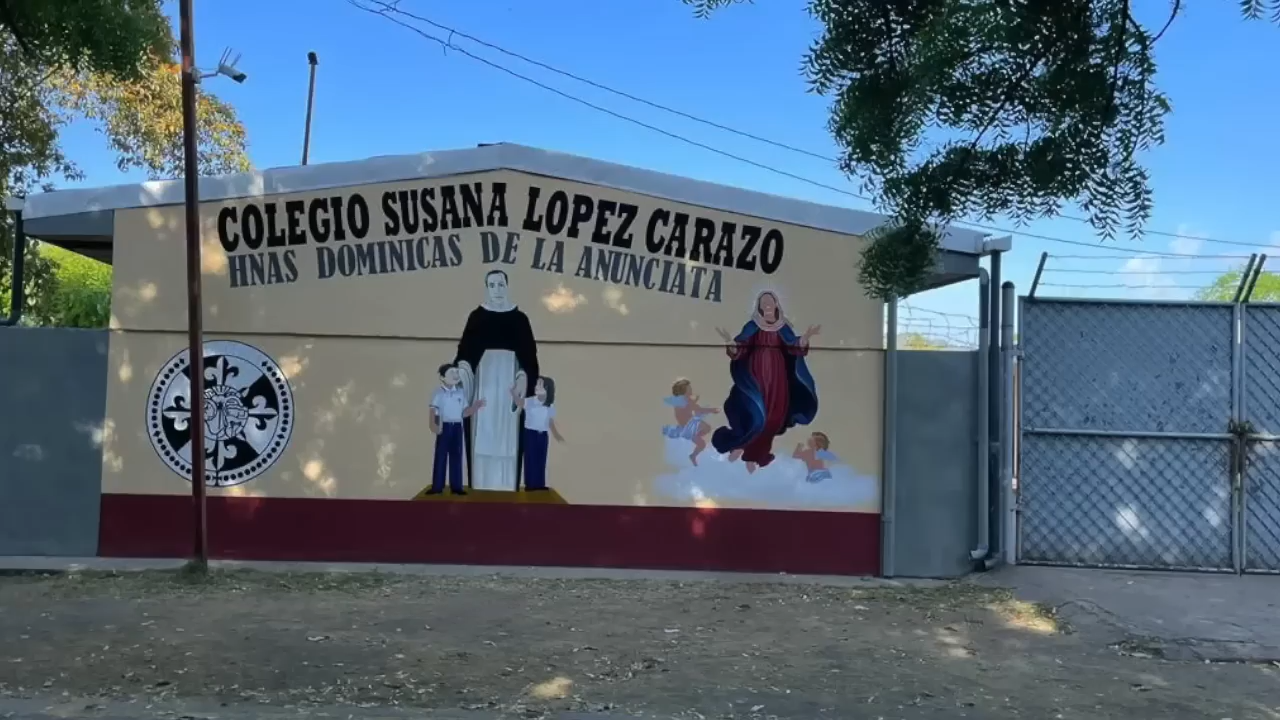 COLEGIO SUSANA LOPEZ CARAZO
HNAS DOMINICAS DE LA ANUNCIATA